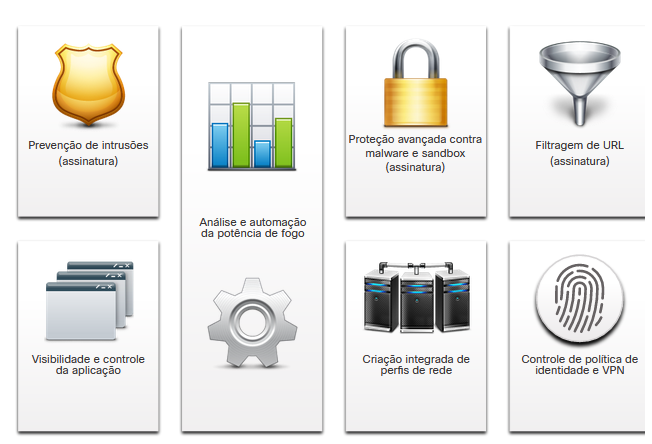 Prevenção de intrusões
(assinatura)
Análise e automação
da potência de fogo
Proteção avançada contra
malware e sandbox
(assinatura)
Filtragem de URL
(assinatura)
Visibilidade e controle
da aplicação
Criação integrada de
perfis de rede
Controle de política de
identidade e VPN